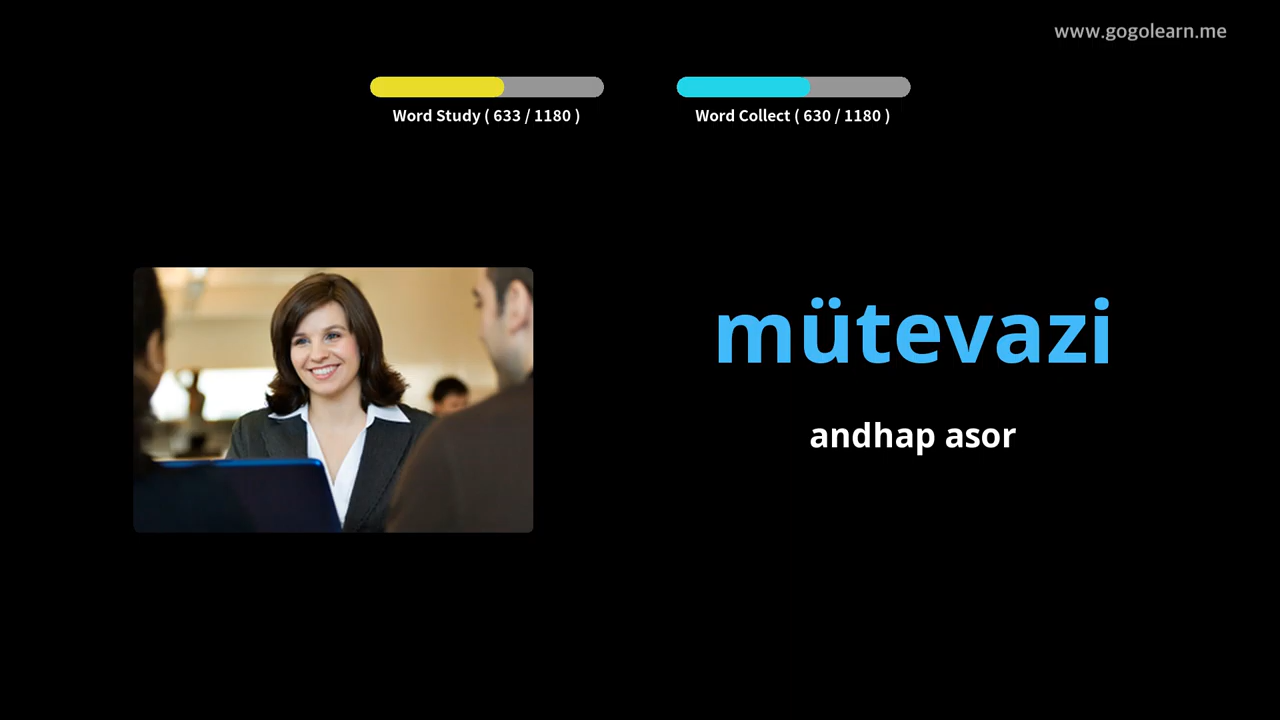 www.gogolearn.me
Word Study ( 633 / 1180 )
Word Collect ( 630 / 1180 )
mütevazi
andhap asor